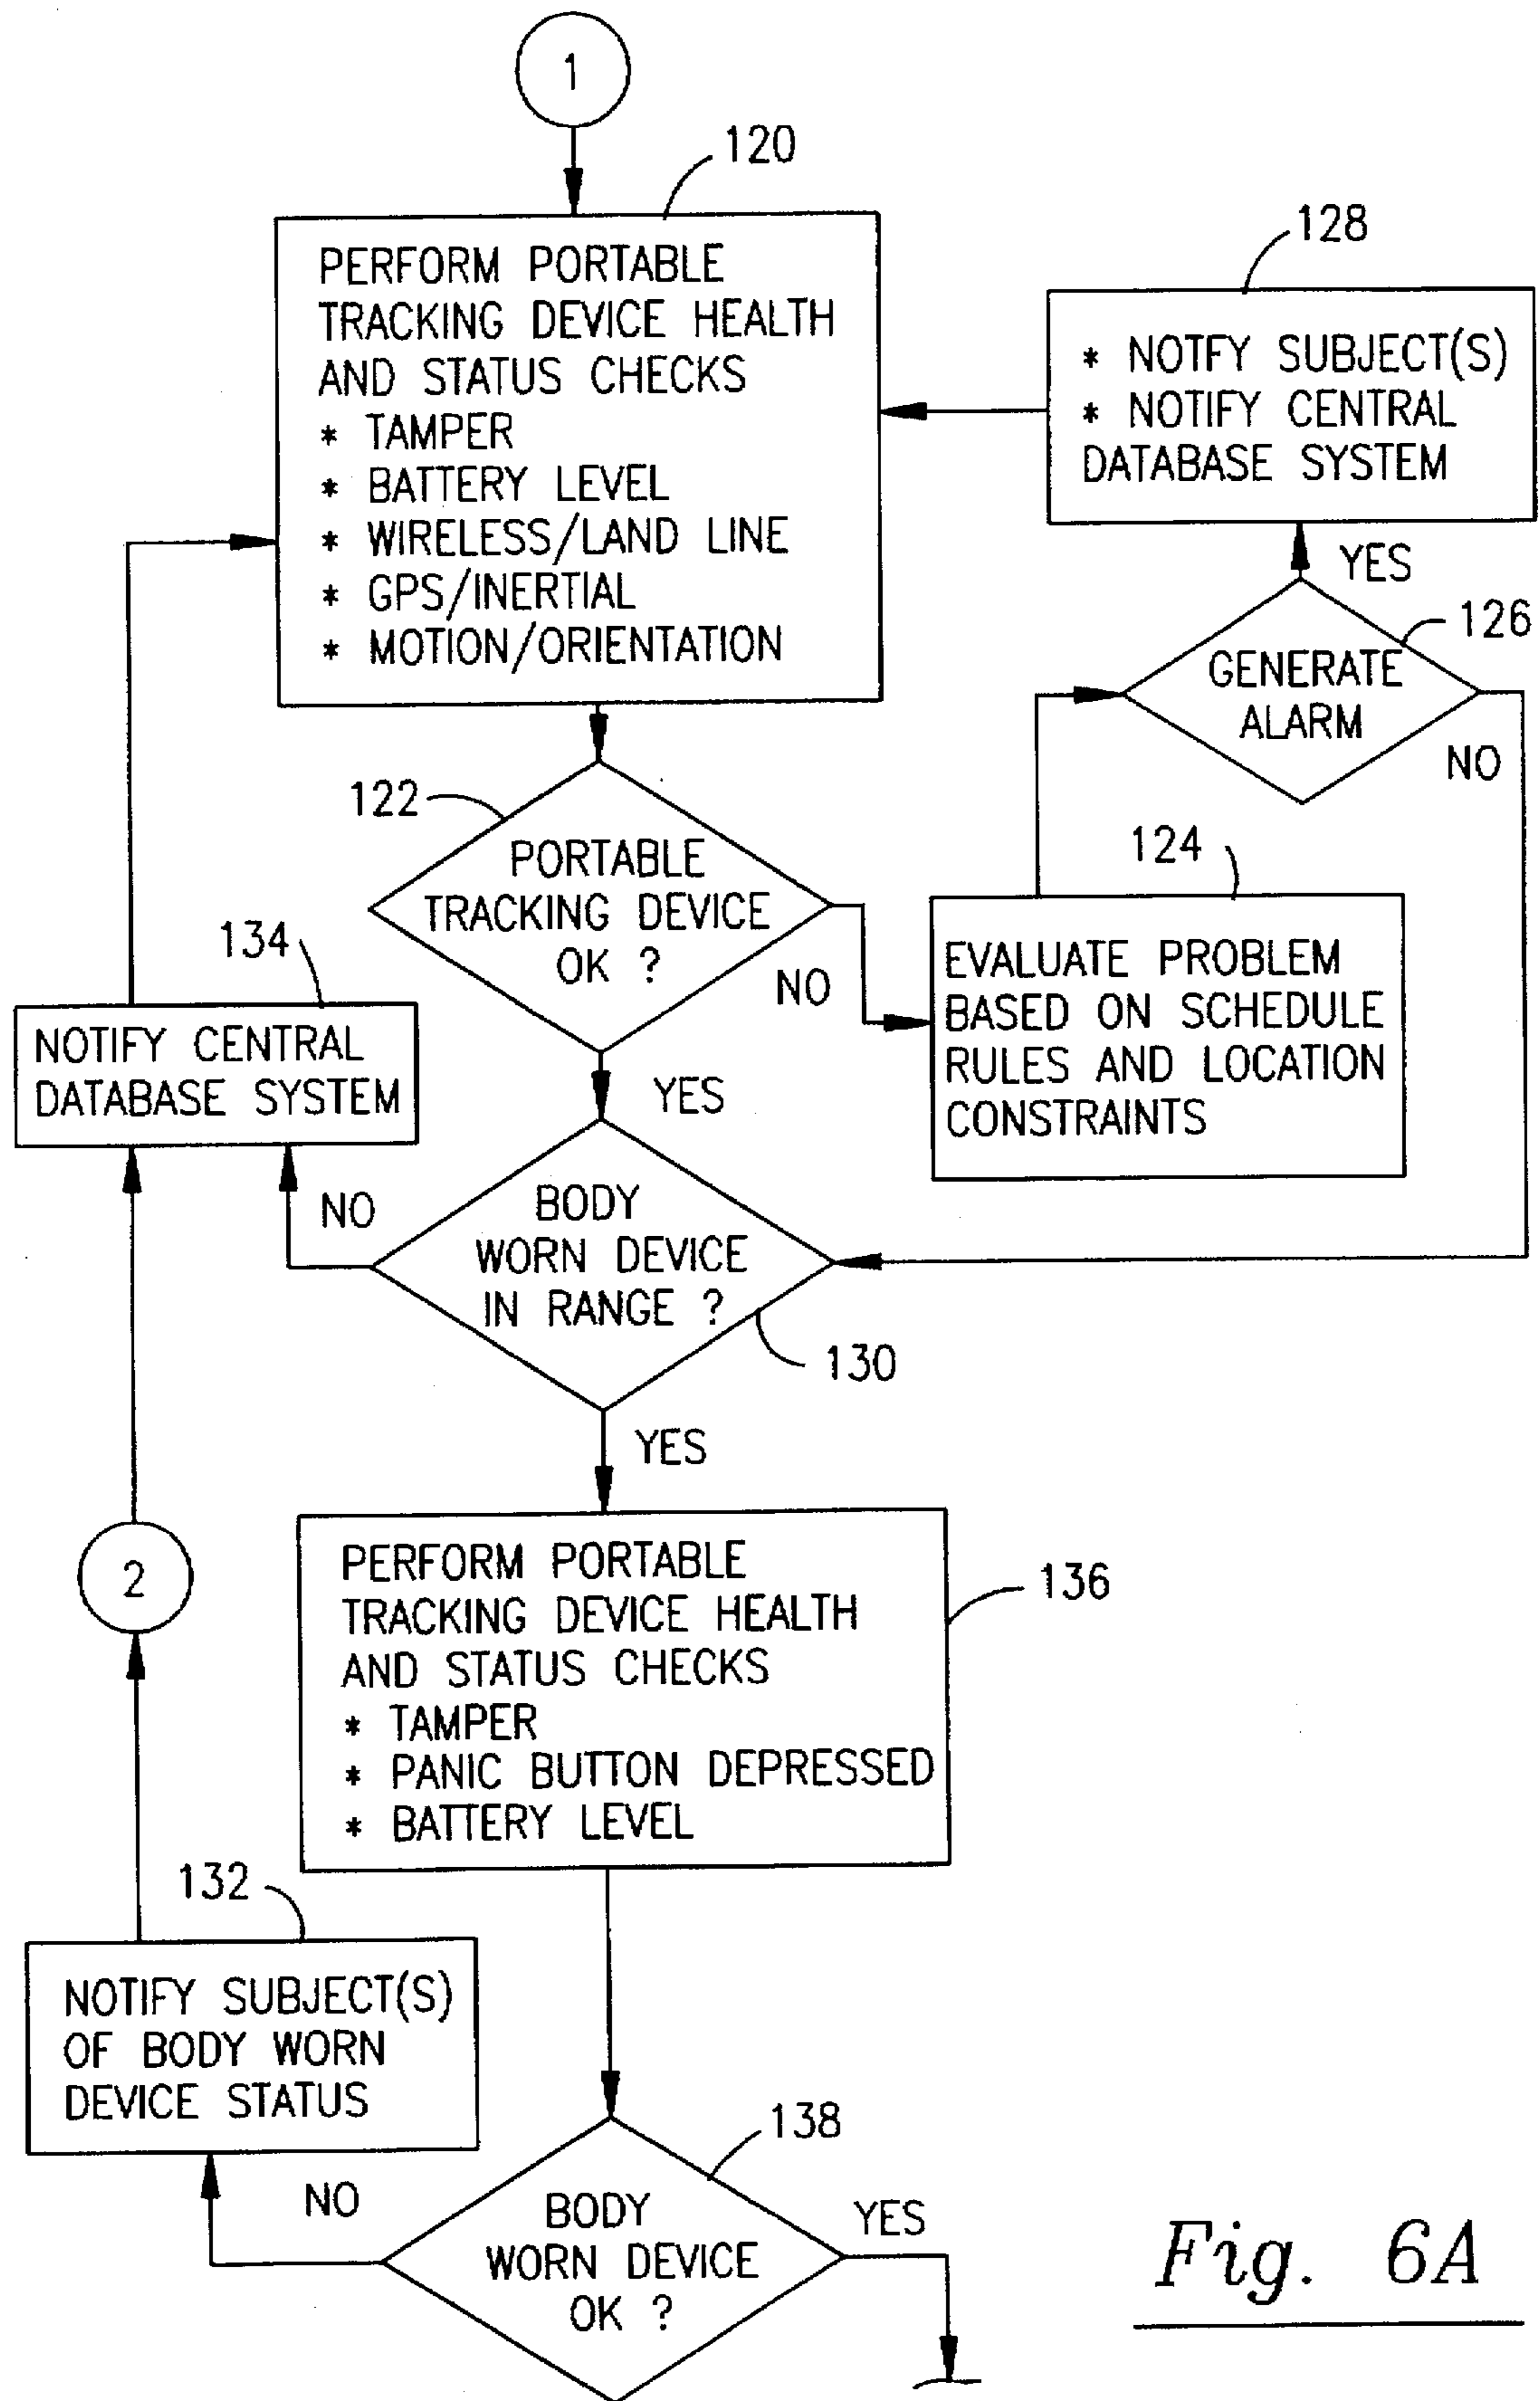 1
120
PERFORM PORTABLE
TRACKING DEVICE HEALTH
AND STATUS CHECKS
* TAMPER
* BATTERY LEVEL
* WIRELESS/LAND LINE
* GPS/INERTIAL
* MOTION/ORIENTATION
128
* NOTFY SUBJECT(S)
* NOTIFY CENTRAL
DATABASE SYSTEM
YES
126
GENERATE
ALARM
NO
122
PORTABLE
TRACKING DEVICE
OK ?
NO
124
EVALUATE PROBLEM
BASED ON SCHEDULE
RULES AND LOCATION
CONSTRAINTS
134
NOTIFY CENTRAL
DATABASE SYSTEM
YES
NO
BODY
WORN DEVICE
IN RANGE ?
130
YES
2
PERFORM PORTABLE
TRACKING DEVICE HEALTH
AND STATUS CHECKS
* TAMPER
* PANIC BUTTON DEPRESSED
* BATTERY LEVEL
136
132
NOTIFY SUBJECT(S)
OF BODY WORN
DEVICE STATUS
138
NO
BODY
WORN DEVICE
OK ?
YES
Fig. 6A